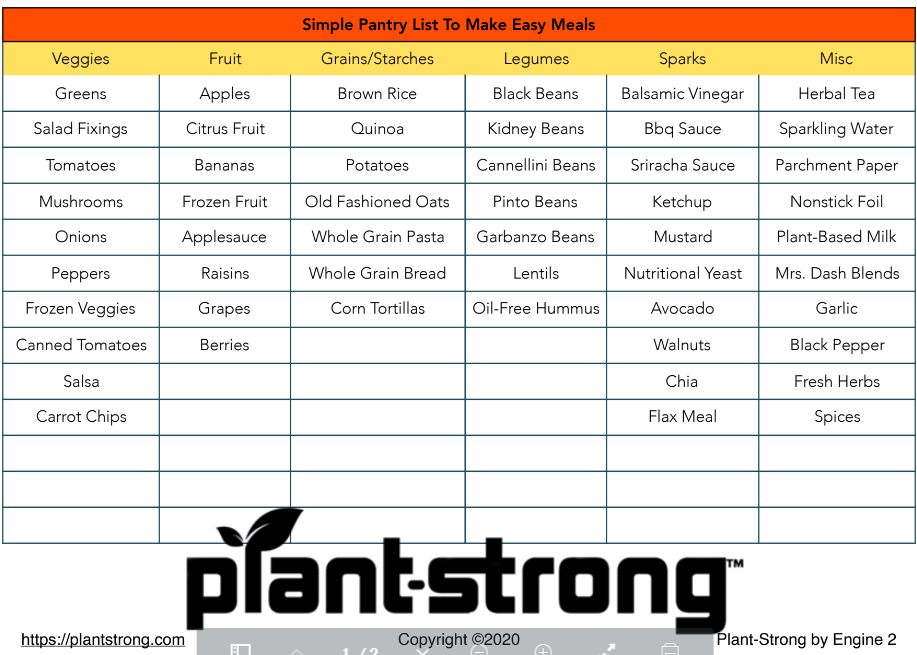 Simple Pantry List To Make Easy Meals
Veggies Fruit Grains/Starches Legumes Sparks Misc
Greens Apples Brown Rice Black Beans Balsamic Vinegar Herbal Tea
Salad Fixings Citrus Fruit Quinoa Kidney Beans Bbq Sauce Sparkling Water
Tomatoes Bananas Potatoes Cannellini Beans Sriracha Sauce Parchment Paper
Mushrooms Frozen Fruit Old Fashioned Oats Pinto Beans Ketchup Nonstick Foil
Onions Applesauce Whole Grain Pasta Garbanzo Beans Mustard Plant-Based Milk
Peppers Raisins Whole Grain Bread Lentils Nutritional Yeast Mrs. Dash Blends
Frozen Veggies Grapes Corn Tortillas Oil-Free Hummus Avocado Garlic
Canned Tomatoes Berries Walnuts Black Pepper
Salsa Chia Fresh Herbs
Carrot Chips Flax Meal Spices
plant-strong™
https://plantstrong.com Copyright ©2020 Plant-Strong by Engine 2